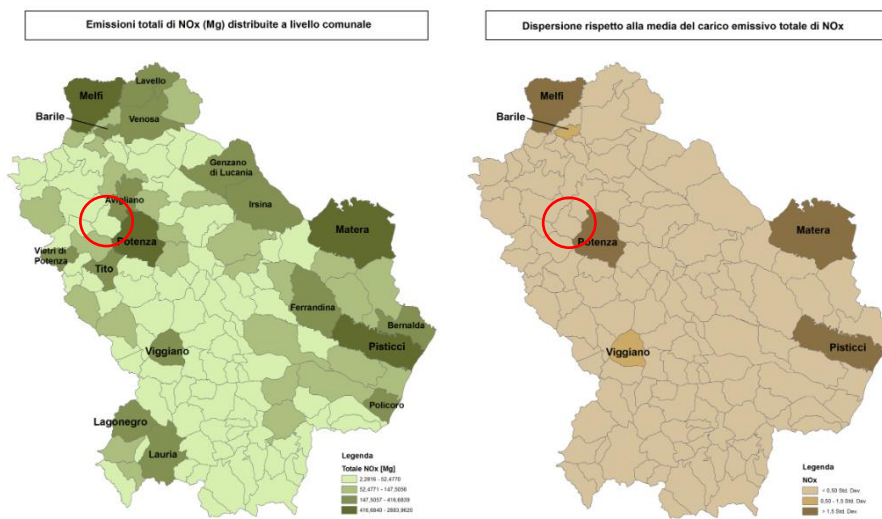 Emissioni totali di NOx (Mg) distribuite a livello comunale
Lavello
Melfi
Barile
Venosa
Genzano
di Lucania
Avigliano
Irsina
Potenza
Matera
Vietri di
Potenza
Tito
Ferrandina
Bernalda
Viggiano
Pisticci
Policoro
Lagonegro
Lauria
Legenda
Totale NOx [Mg]
2,2816 - 52,4770
52,4771 - 147,5056
147,5057 - 416,6839
416,6840 - 2683,9620
Dispersione rispetto alla media del carico emissivo totale di NOx
Melfi
Barile
Potenza
Matera
Viggiano
Pisticci
Legenda
NOx
< 0,50 Std. Dev.
0,50 - 1,5 Std. Dev.
> 1,5 Std. Dev.